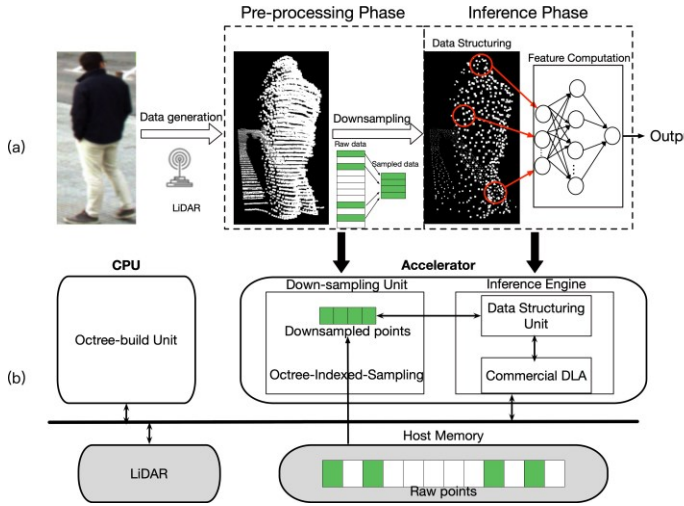 Pre-processing Phase
Inference Phase
Data Structuring
Feature Computation
Data generation
Downsampling
Raw data
Sampled data
LiDAR
Outp
(a)
CPU
Accelerator
Down-sampling Unit
Inference Engine
Octree-build Unit
Downsampled points
Data Structuring
Unit
Octree-Indexed-Sampling
Commercial DLA
(b)
Host Memory
LiDAR
Raw points